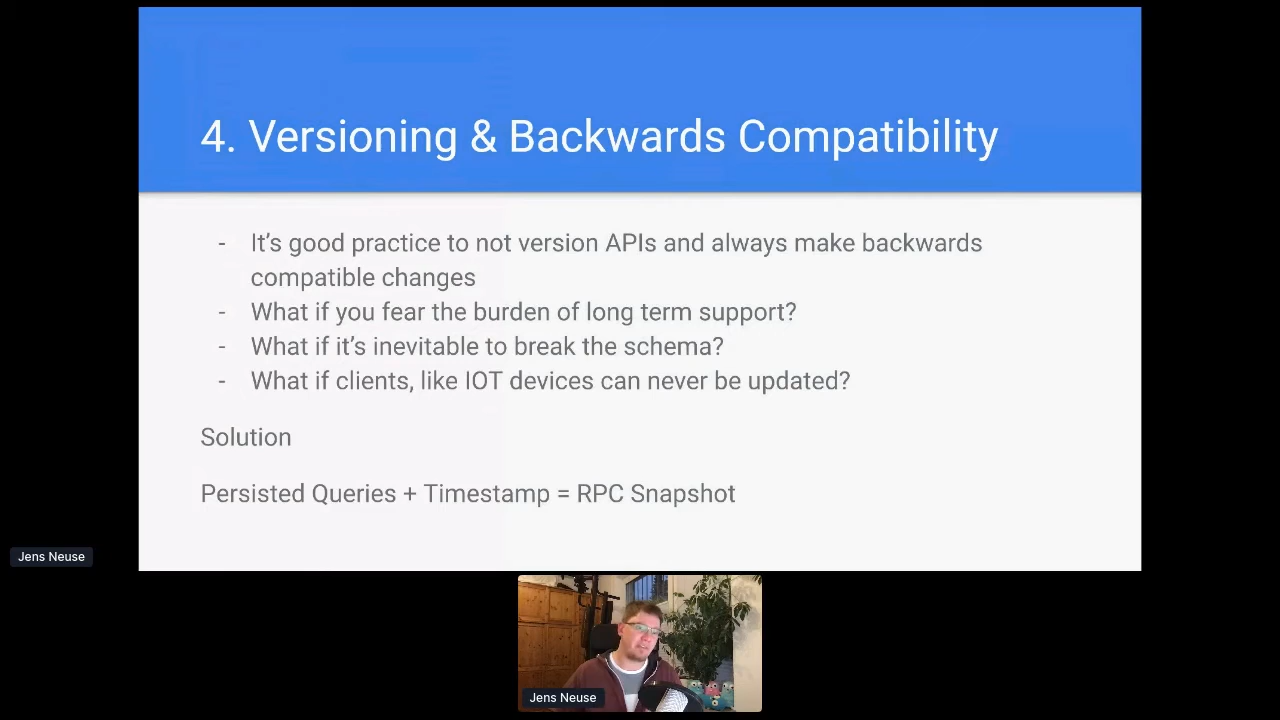 4. Versioning & Backwards Compatibility
- It's good practice to not version APIs and always make backwards
compatible changes
- What if you fear the burden of long term support?
- What if it's inevitable to break the schema?
- What if clients, like IOT devices can never be updated?
Solution
Persisted Queries + Timestamp = RPC Snapshot
Jens Neuse
Jens Neuse